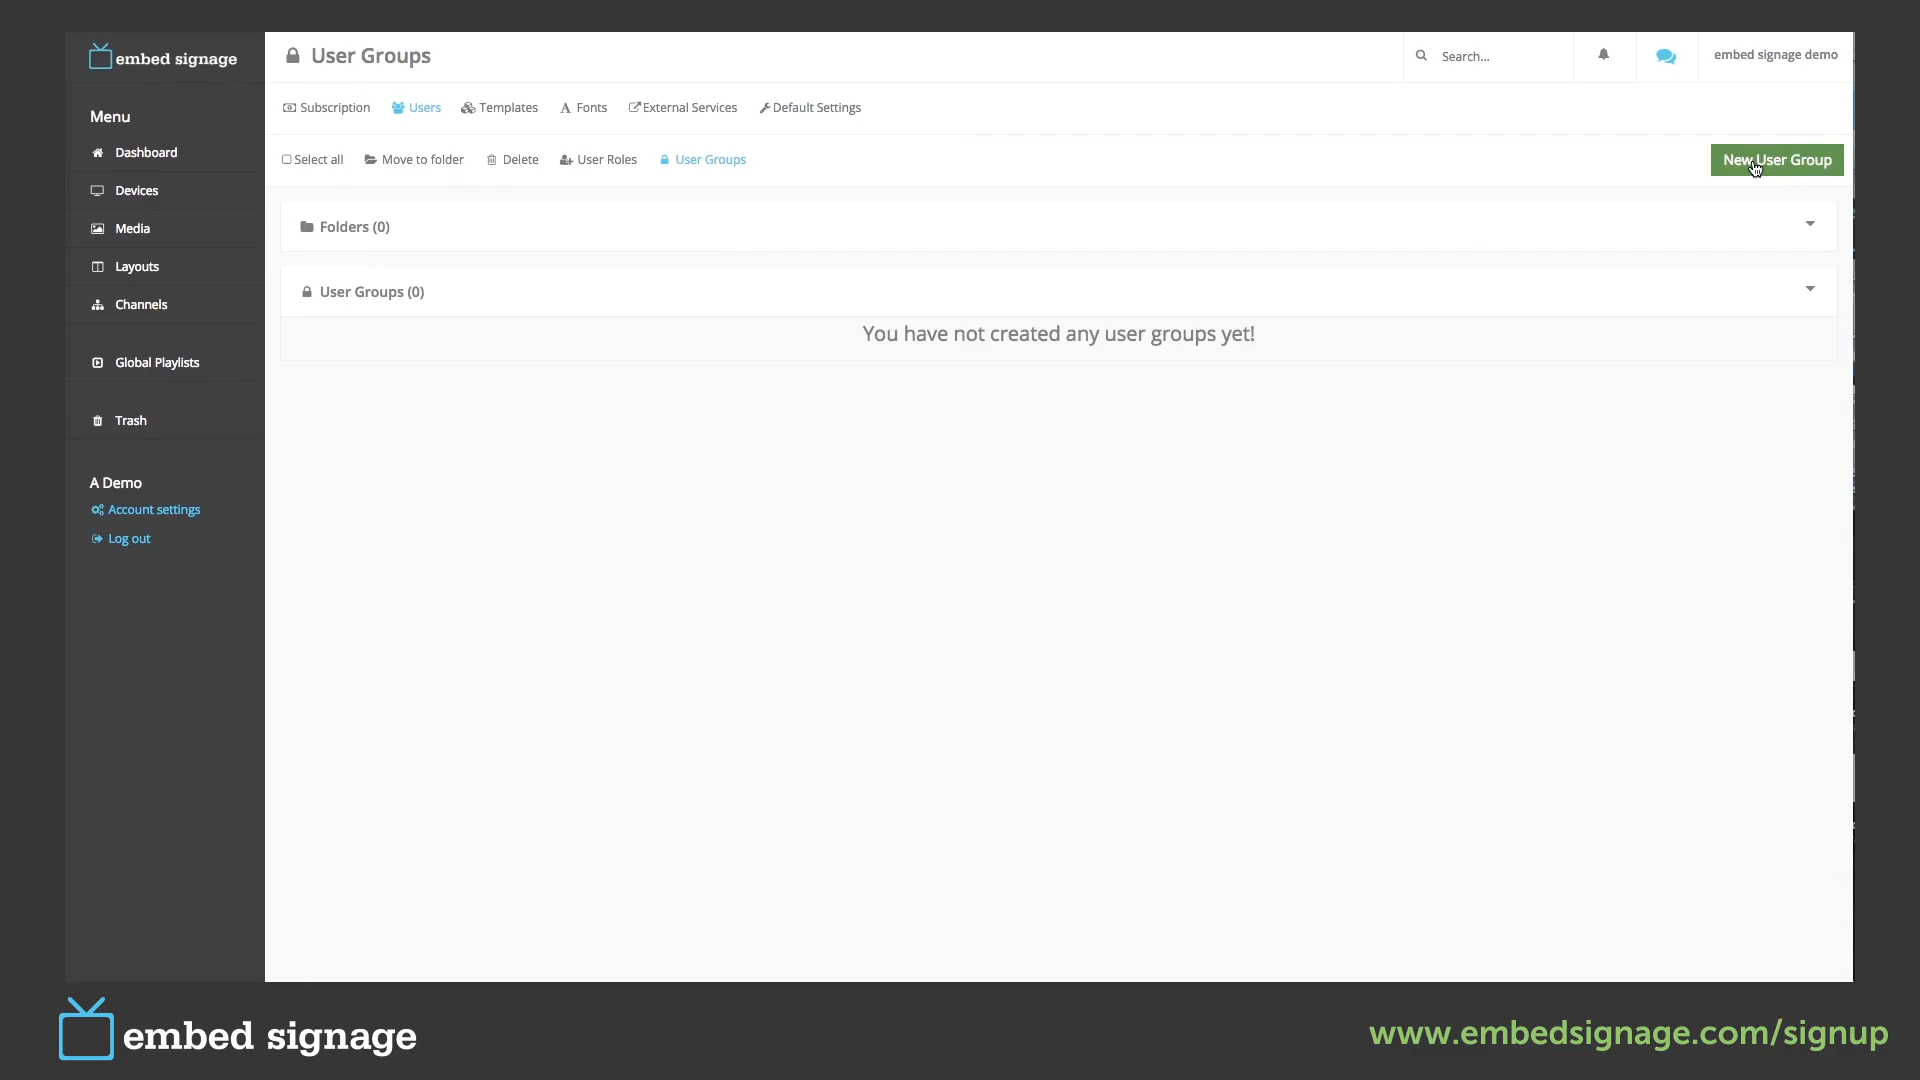 embed signage
User Groups
Search...
embed signage demo
Subscription Users Templates Fonts External Services Default Settings
Select all Move to folder Delete User Roles User Groups
New User Group
Menu
Dashboard
Devices
Media
Layouts
Channels
Global Playlists
Trash
A Demo
Account settings
Log out
Folders (0)
User Groups (0)
You have not created any user groups yet!
embed signage
www.embedsignage.com/signup